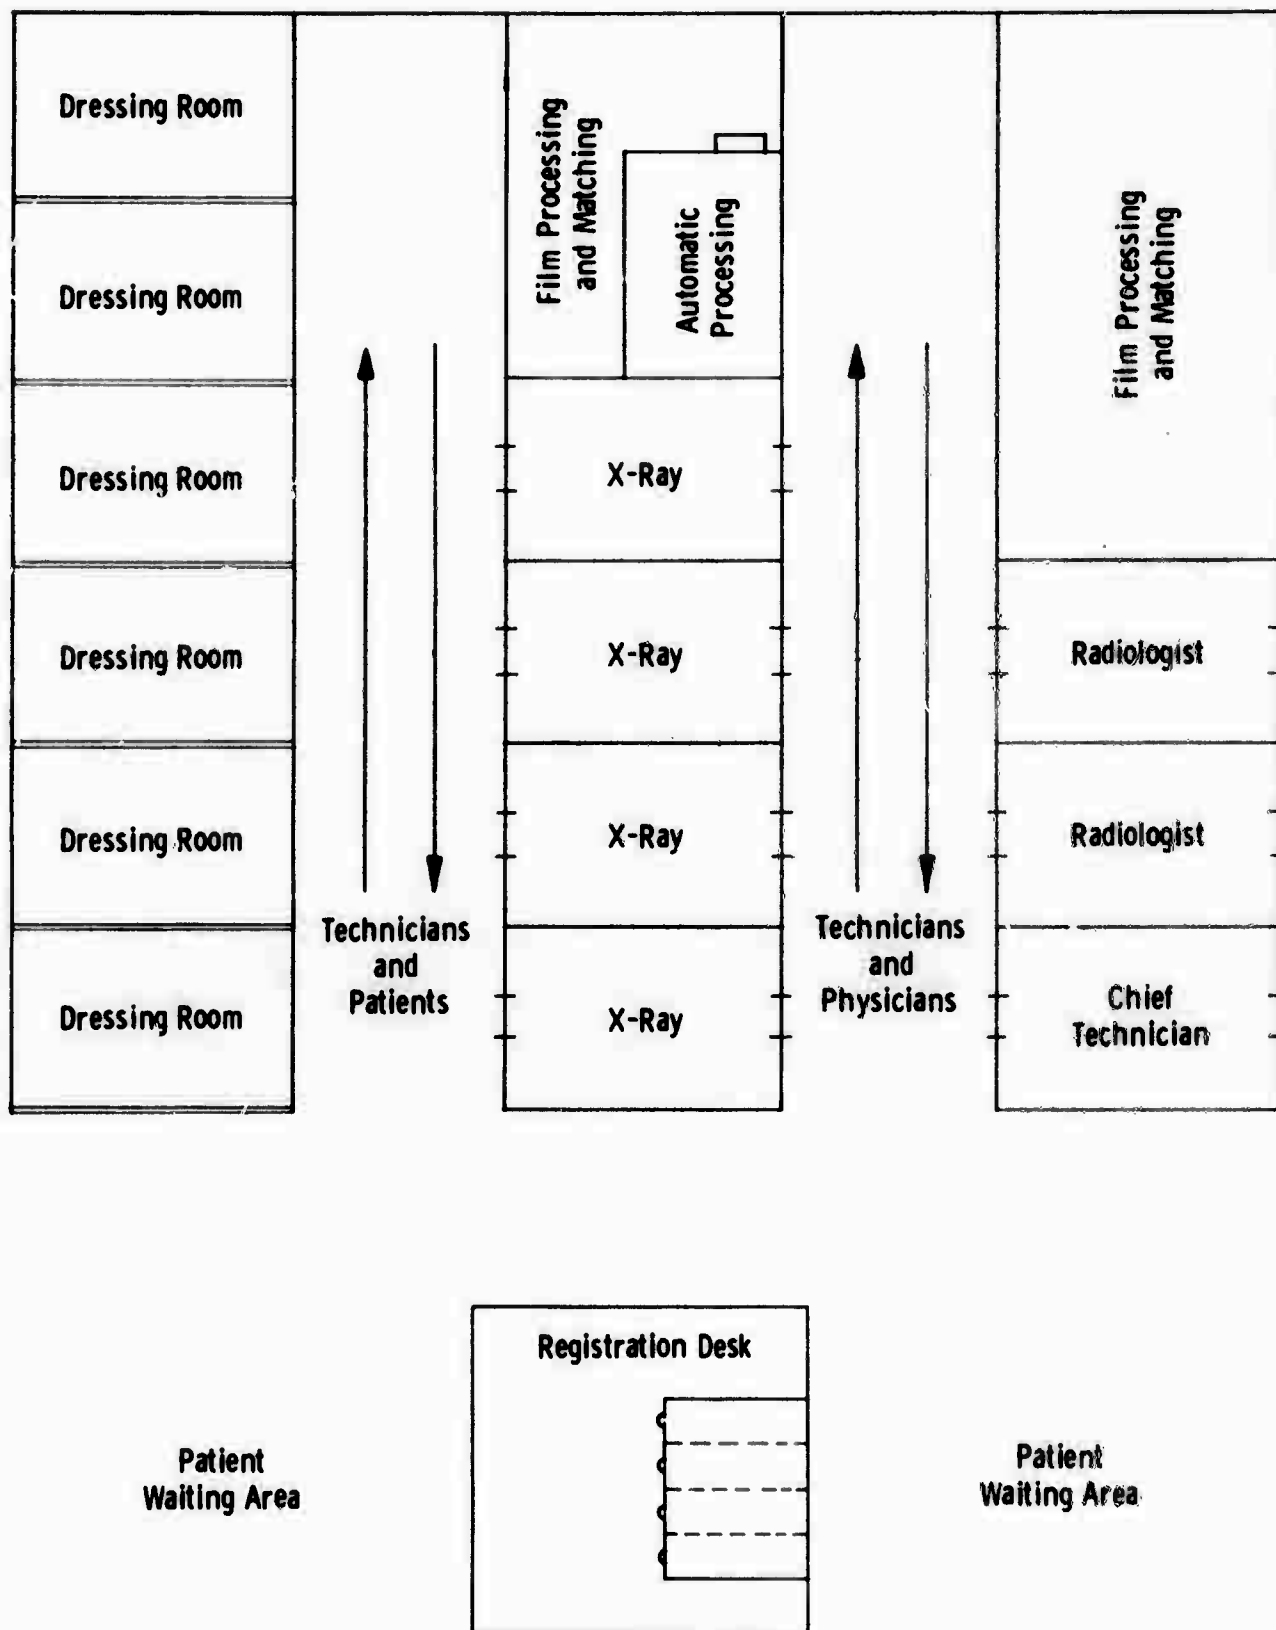 Dressing Room
Dressing Room
Dressing Room
Dressing Room
Dressing Room
Dressing Room
Technicians
and
Patients
Film Processing
and Matching
Automatic
Processing
X-Ray
X-Ray
X-Ray
X-Ray
Technicians
and
Physicians
Film Processing
and Matching
Radiologist
Radiologist
Chief
Technician
Registration Desk
Patient
Waiting Area
Patient
Waiting Area